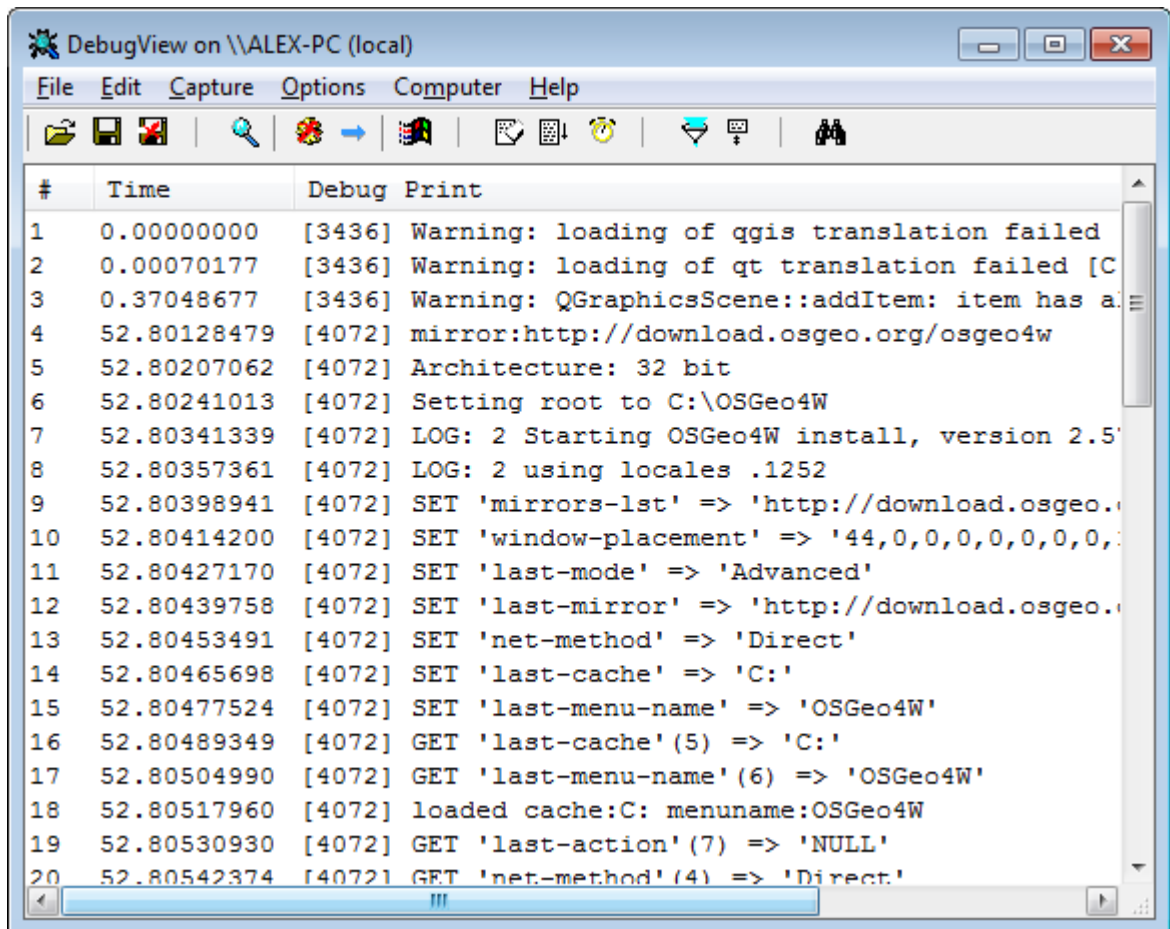 DebugView on \\ALEX-PC (local)
File Edit Capture Options Computer Help
# Time Debug Print
1 0.00000000 [3436] Warning: loading of qgis translation failed
2 0.00070177 [3436] Warning: loading of qt translation failed [C
3 0.37048677 [3436] Warning: QGraphicsScene::addItem: item has a
4 52.80128479 [4072] mirror:http://download.osgeo.org/osgeo4w
5 52.80207062 [4072] Architecture: 32 bit
6 52.80241013 [4072] Setting root to C:\OSGeo4W
7 52.80341339 [4072] LOG: 2 Starting OSGeo4W install, version 2.5
8 52.80357361 [4072] LOG: 2 using locales .1252
9 52.80398941 [4072] SET 'mirrors-lst' => 'http://download.osgeo.
10 52.80414200 [4072] SET 'window-placement' => '44,0,0,0,0,0,0,0,
11 52.80427170 [4072] SET 'last-mode' => 'Advanced'
12 52.80439758 [4072] SET 'last-mirror' => 'http://download.osgeo.
13 52.80453491 [4072] SET 'net-method' => 'Direct'
14 52.80465698 [4072] SET 'last-cache' => 'C:'
15 52.80477524 [4072] SET 'last-menu-name' => 'OSGeo4W'
16 52.80489349 [4072] GET 'last-cache'(5) => 'C:'
17 52.80504990 [4072] GET 'last-menu-name'(6) => 'OSGeo4W'
18 52.80517960 [4072] loaded cache:C: menuname:OSGeo4W
19 52.80530930 [4072] GET 'last-action'(7) => 'NULL'
20 52.80542374 [4072] GET 'net-method'(4) => 'Direct'